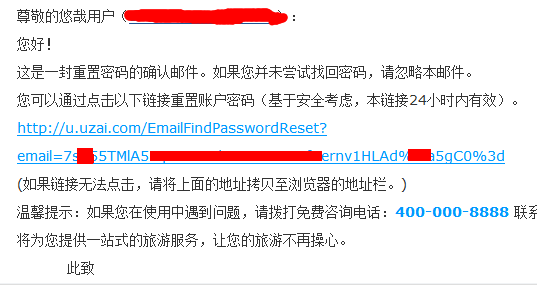 尊敬的悠哉用户（）：
您好！
这是一封重置密码的确认邮件。如果您并未尝试找回密码，请忽略本邮件。
您可以通过点击以下链接重置账户密码（基于安全考虑，本链接24小时内有效）。
http://u.uzai.com/EmailFindPasswordReset?
email=7s 55TMlA5 ernv1HLAd% a5gC0%3d
(如果链接无法点击，请将上面的地址拷贝至浏览器的地址栏。)
温馨提示：如果您在使用中遇到问题，请拨打免费咨询电话：400-000-8888 联系
将为您提供一站式的旅游服务，让您的旅游不再操心。
此致